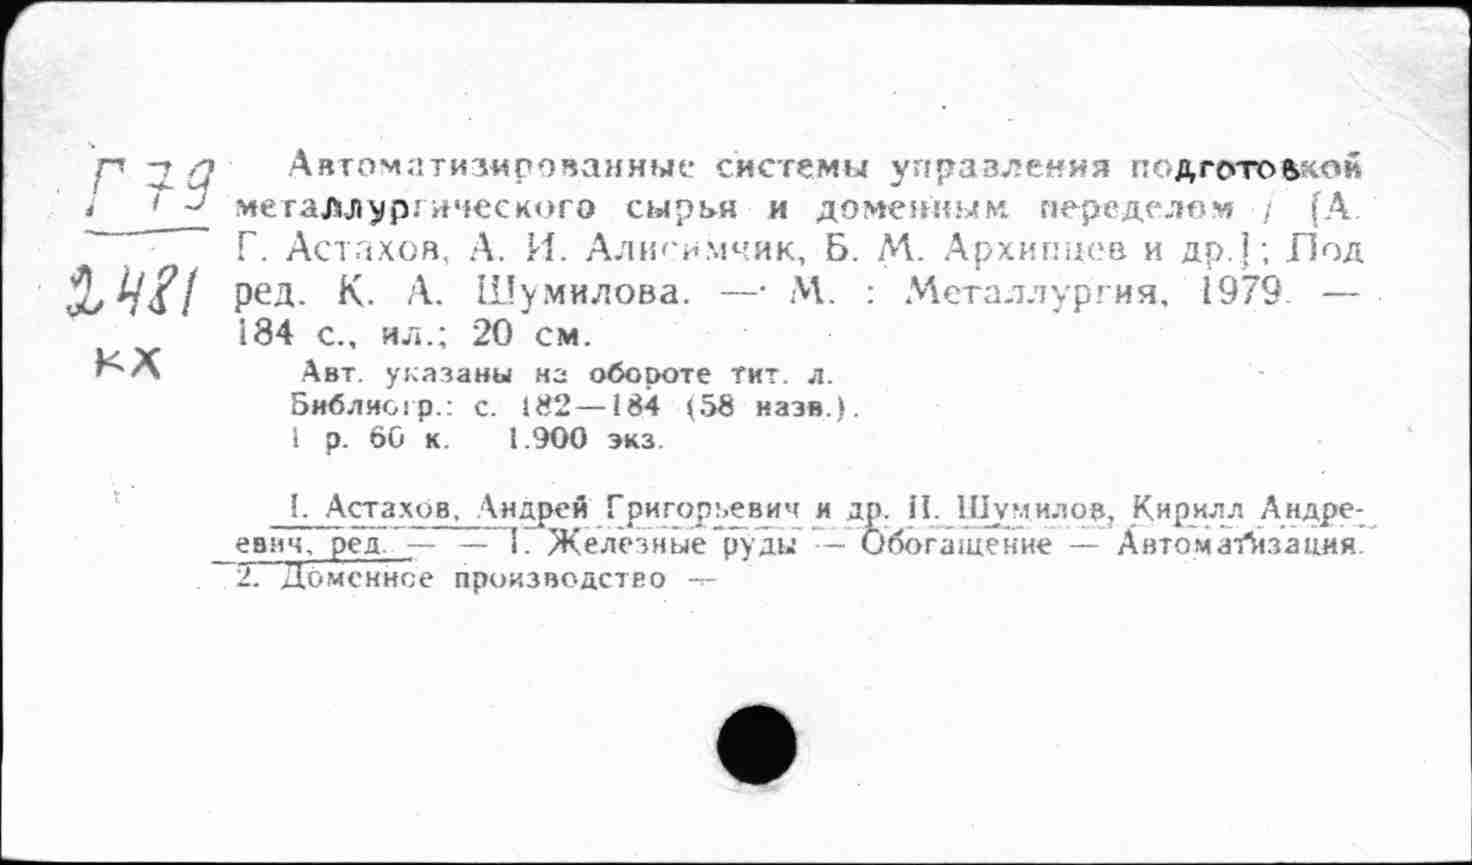 Г 79
2481
кх
Автоматизированные системы управления подготовкой
металлургического сырья и доменным переделом / [А.
Г. Астахов, А. И. Алисимчик, Б. М. Архипцев и др.]; Под
ред. К. А. Шумилова. — М. : Металлургия, 1979. —
184 с., ил.; 20 см.
Авт. указаны на обороте тит. л.
Библиогр.: с. 182—184 (58 назв.).
1 р. 60 к. 1.900 экз.
I. Астахов, Андрей Григорьевич и др. II. Шумилов, Кирилл Андре-
евич, ред. — — 1. Железные руды — Обогащение — Автоматизация.
2. Доменное производство —